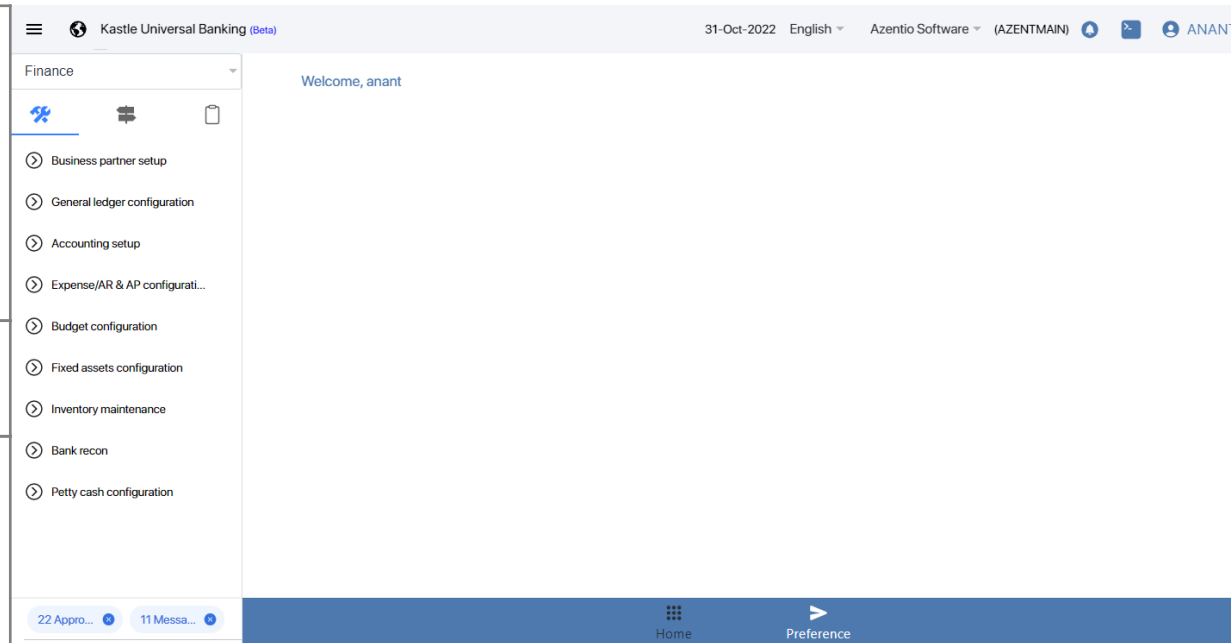 Kastle Universal Banking (Beta)
31-Oct-2022 English Azentio Software (AZENTMAIN) ANANT
Finance
Welcome, anant
Business partner setup
General ledger configuration
Accounting setup
Expense/AR & AP configurati...
Budget configuration
Fixed assets configuration
Inventory maintenance
Bank recon
Petty cash configuration
22 Appro... 11 Messa...
Home Preference